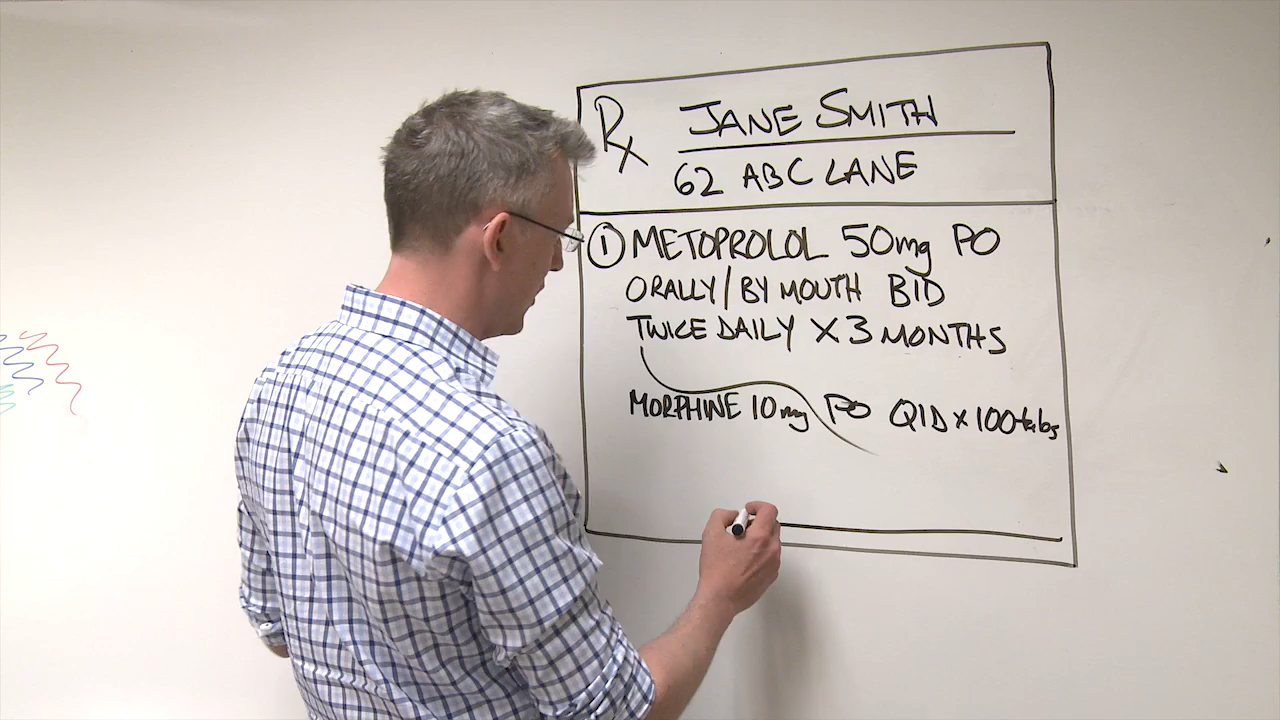 Rx JANE SMITH
62 ABC LANE
① METOPROLOL 50mg PO
ORALLY/BY MOUTH BID
TWICE DAILY X 3 MONTHS
MORPHINE 10mg PO QID x 100 tabs